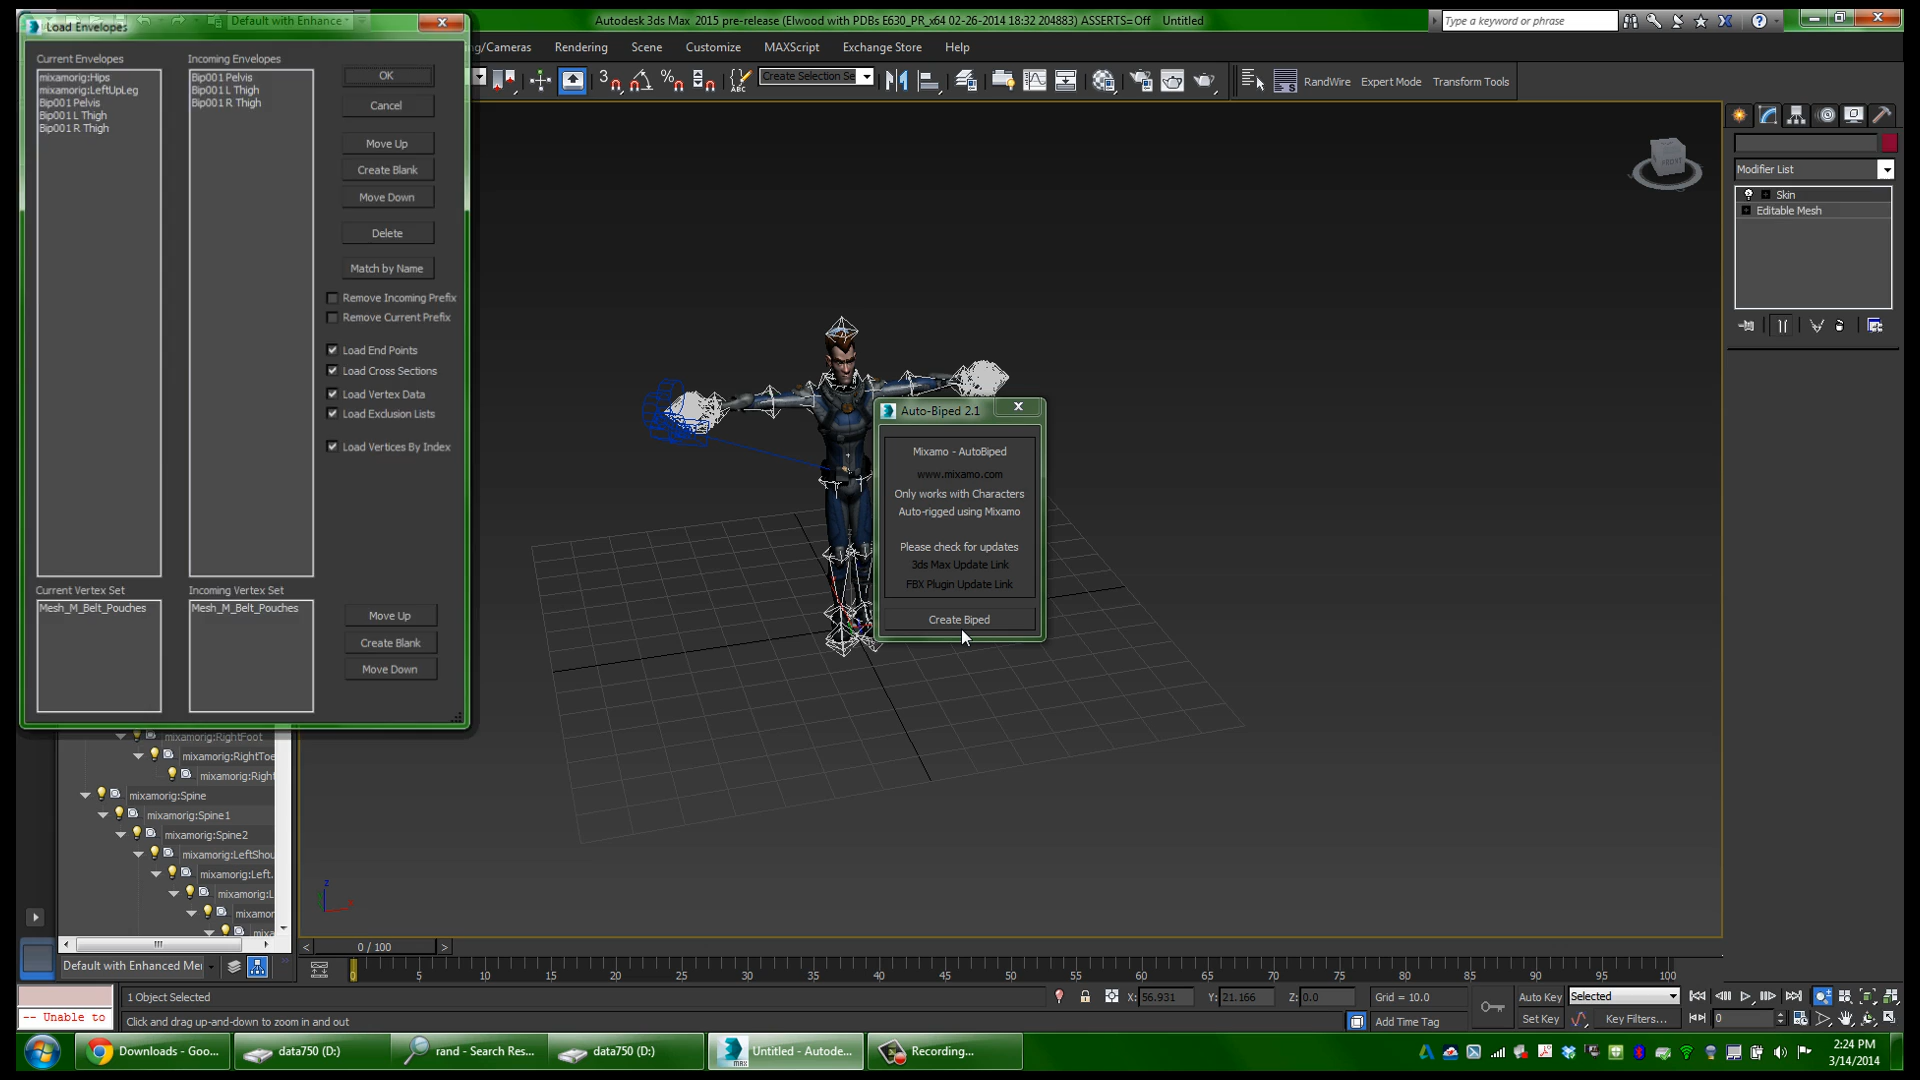 Load Envelopes
Default with Enhance
Autodesk 3ds Max 2015 pre-release (Elwood with PDBs E630_PR_x64 02-26-2014 18:32 204883) ASSERTS=Off Untitled
Type a keyword or phrase
ng/Cameras Rendering Scene Customize MAXScript Exchange Store Help
Create Selection Se
RandWire Expert Mode Transform Tools
Current Envelopes
mixamorig:Hips
mixamorig:LeftUpLeg
Bip001 Pelvis
Bip001 L Thigh
Bip001 R Thigh
Incoming Envelopes
Bip001 Pelvis
Bip001 L Thigh
Bip001 R Thigh
OK
Cancel
Move Up
Create Blank
Move Down
Delete
Match by Name
Remove Incoming Prefix
Remove Current Prefix
Load End Points
Load Cross Sections
Load Vertex Data
Load Exclusion Lists
Load Vertices By Index
Current Vertex Set
Mesh_M_Belt_Pouches
Incoming Vertex Set
Mesh_M_Belt_Pouches
Move Up
Create Blank
Move Down
FRONT
Modifier List
Skin
Editable Mesh
Auto-Biped 2.1
Mixamo - AutoBiped
www.mixamo.com
Only works with Characters
Auto-rigged using Mixamo
Please check for updates
3ds Max Update Link
FBX Plugin Update Link
Create Biped
mixamorig:RightFoot
mixamorig:RightToe
mixamorig:Right
mixamorig:Spine
mixamorig:Spine1
mixamorig:Spine2
mixamorig:LeftShou
mixamorig:Left.
mixamorig:L
mixamor
mixa
z
x
0 / 100
Default with Enhanced Mer
0 5 10 15 20 25 30 35 40 45 50 55 60 65 70 75 80 85 90 95 100
1 Object Selected
X: 56.931 Y: 21.166 Z: 0.0 Grid = 10.0
Auto Key Selected
-- Unable to
Click and drag up-and-down to zoom in and out
Add Time Tag
Set Key Key Filters... 0
Downloads - Goo...
data750 (D:)
rand - Search Res...
data750 (D:)
Untitled - Autode...
Recording...
2:24 PM
3/14/2014